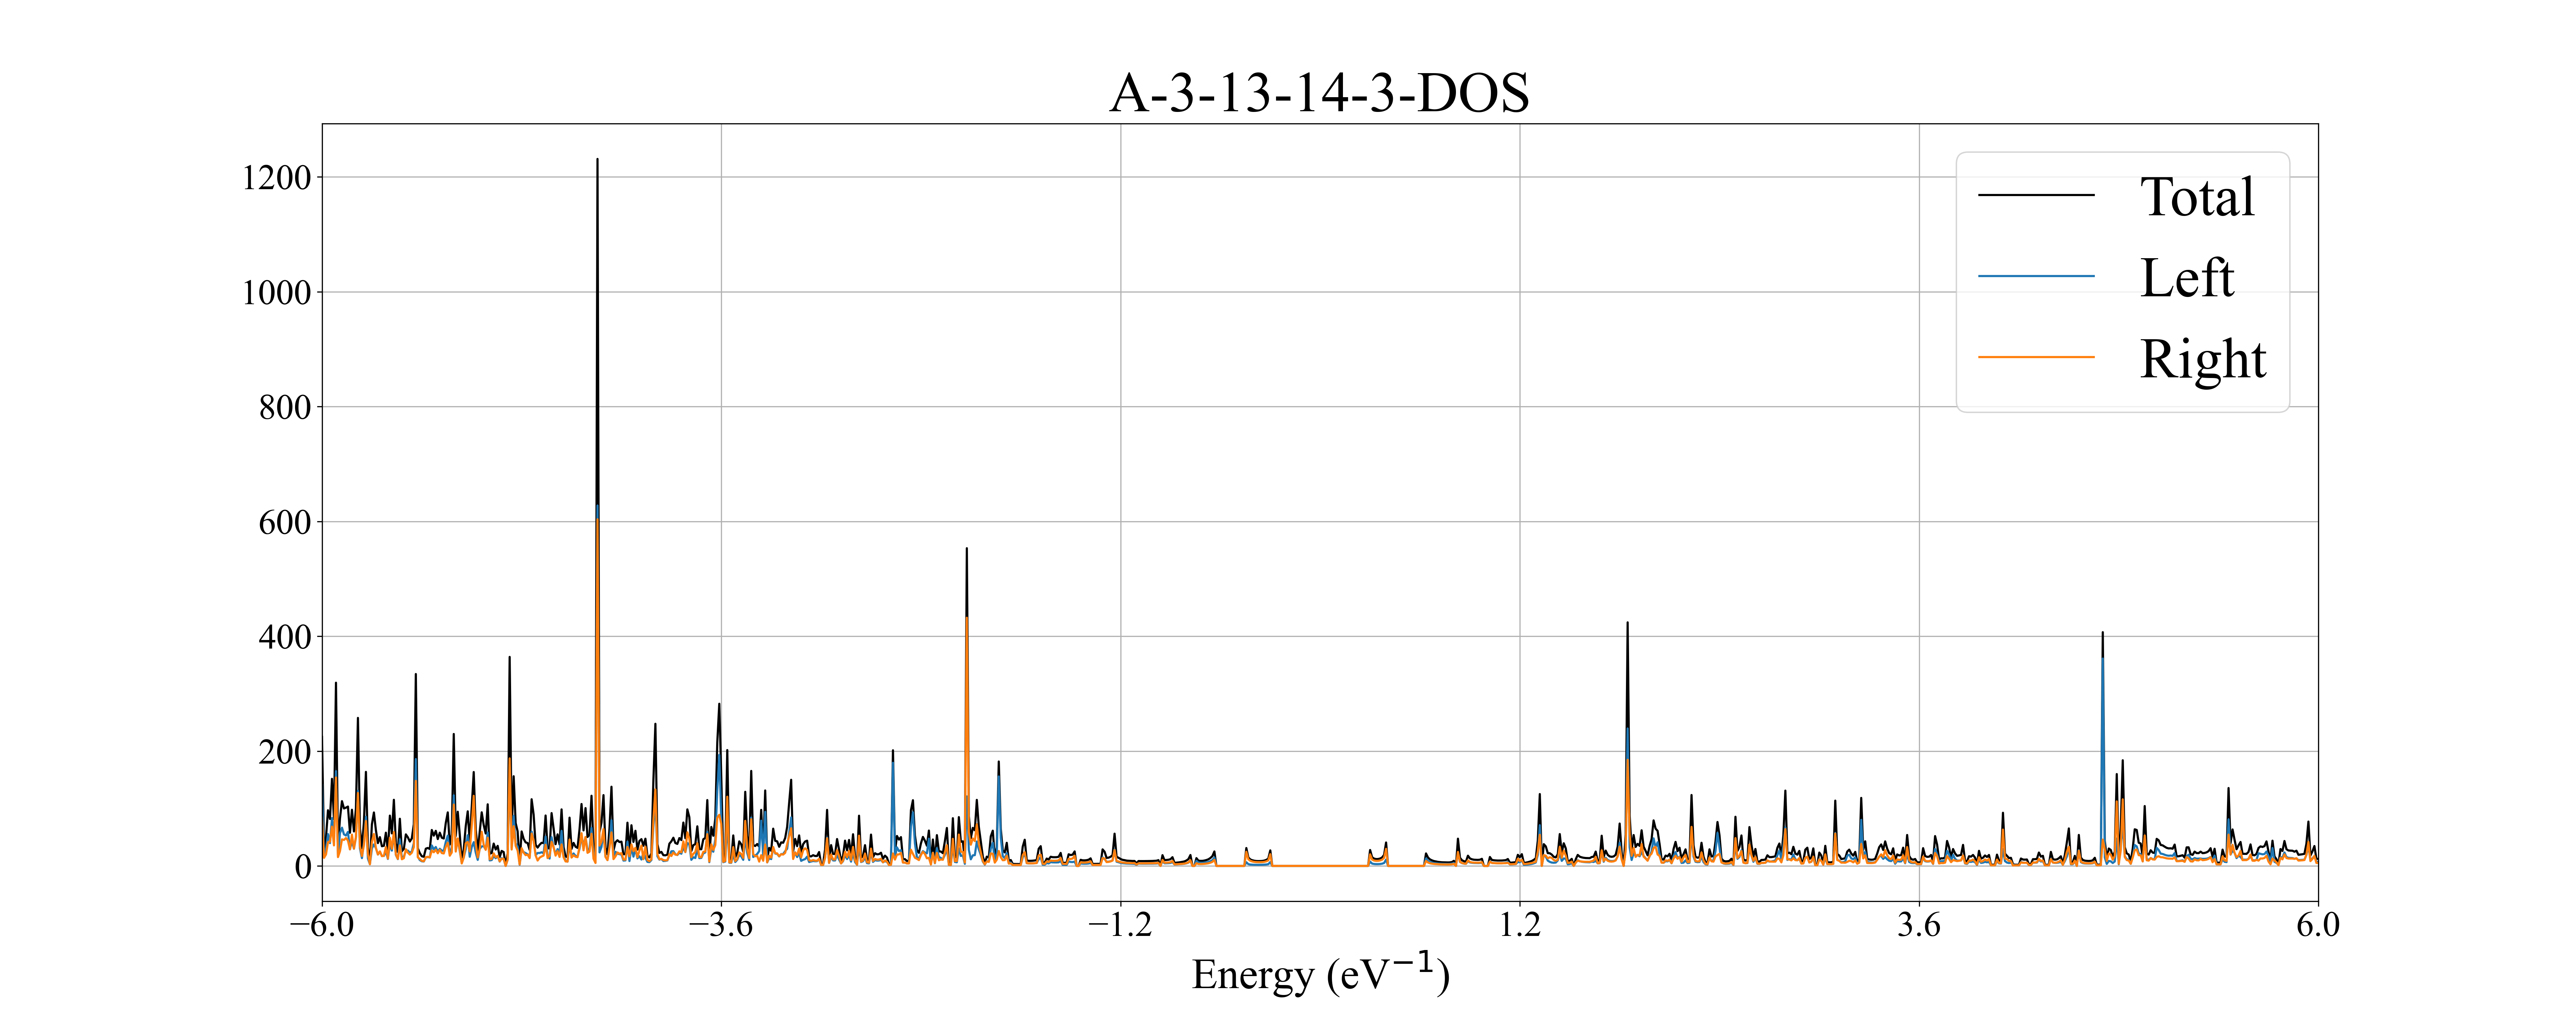 A-3-13-14-3-DOS
1200
1000
800
600
400
200
0
Total
Left
Right
−6.0 −3.6 −1.2 1.2 3.6 6.0
Energy (eV⁻¹)